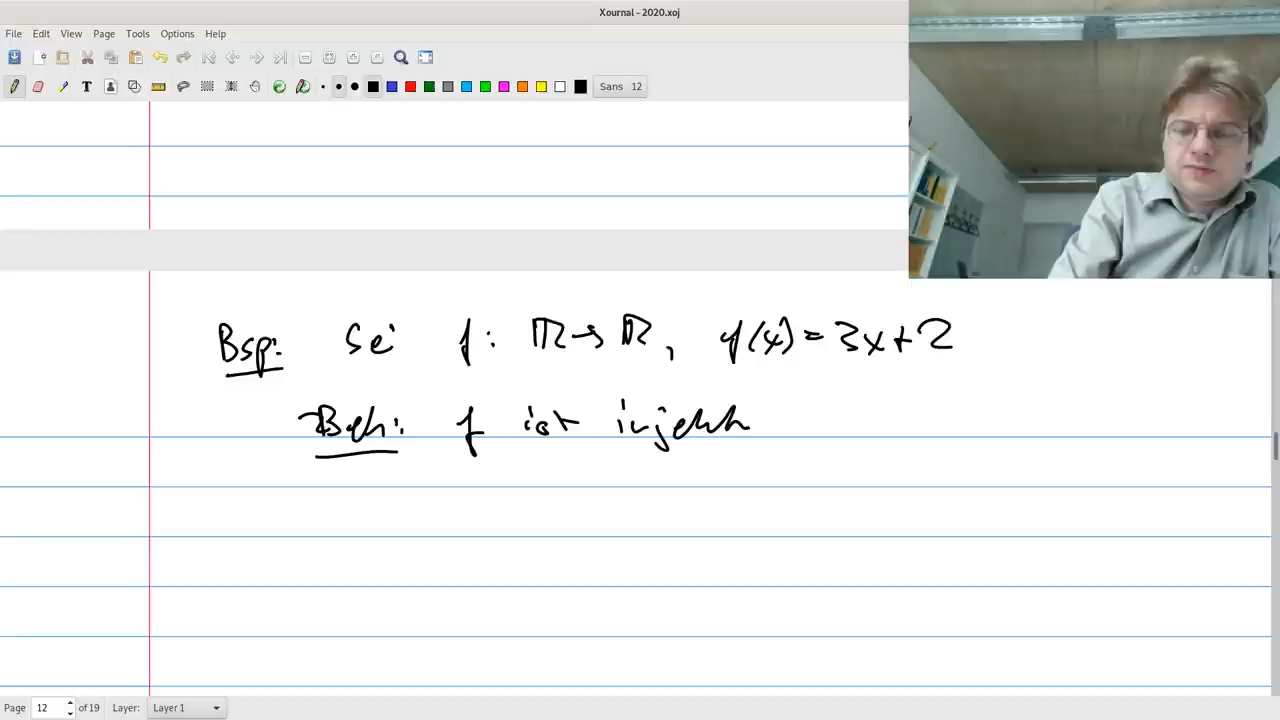 Xournal - 2020.xoj
File Edit View Page Tools Options Help
T Sans 12
Bsp: Sei f: ℝ → ℝ, f(x) = 3x+2
Beh: f ist injektiv
Page 12 of 19 Layer: Layer 1